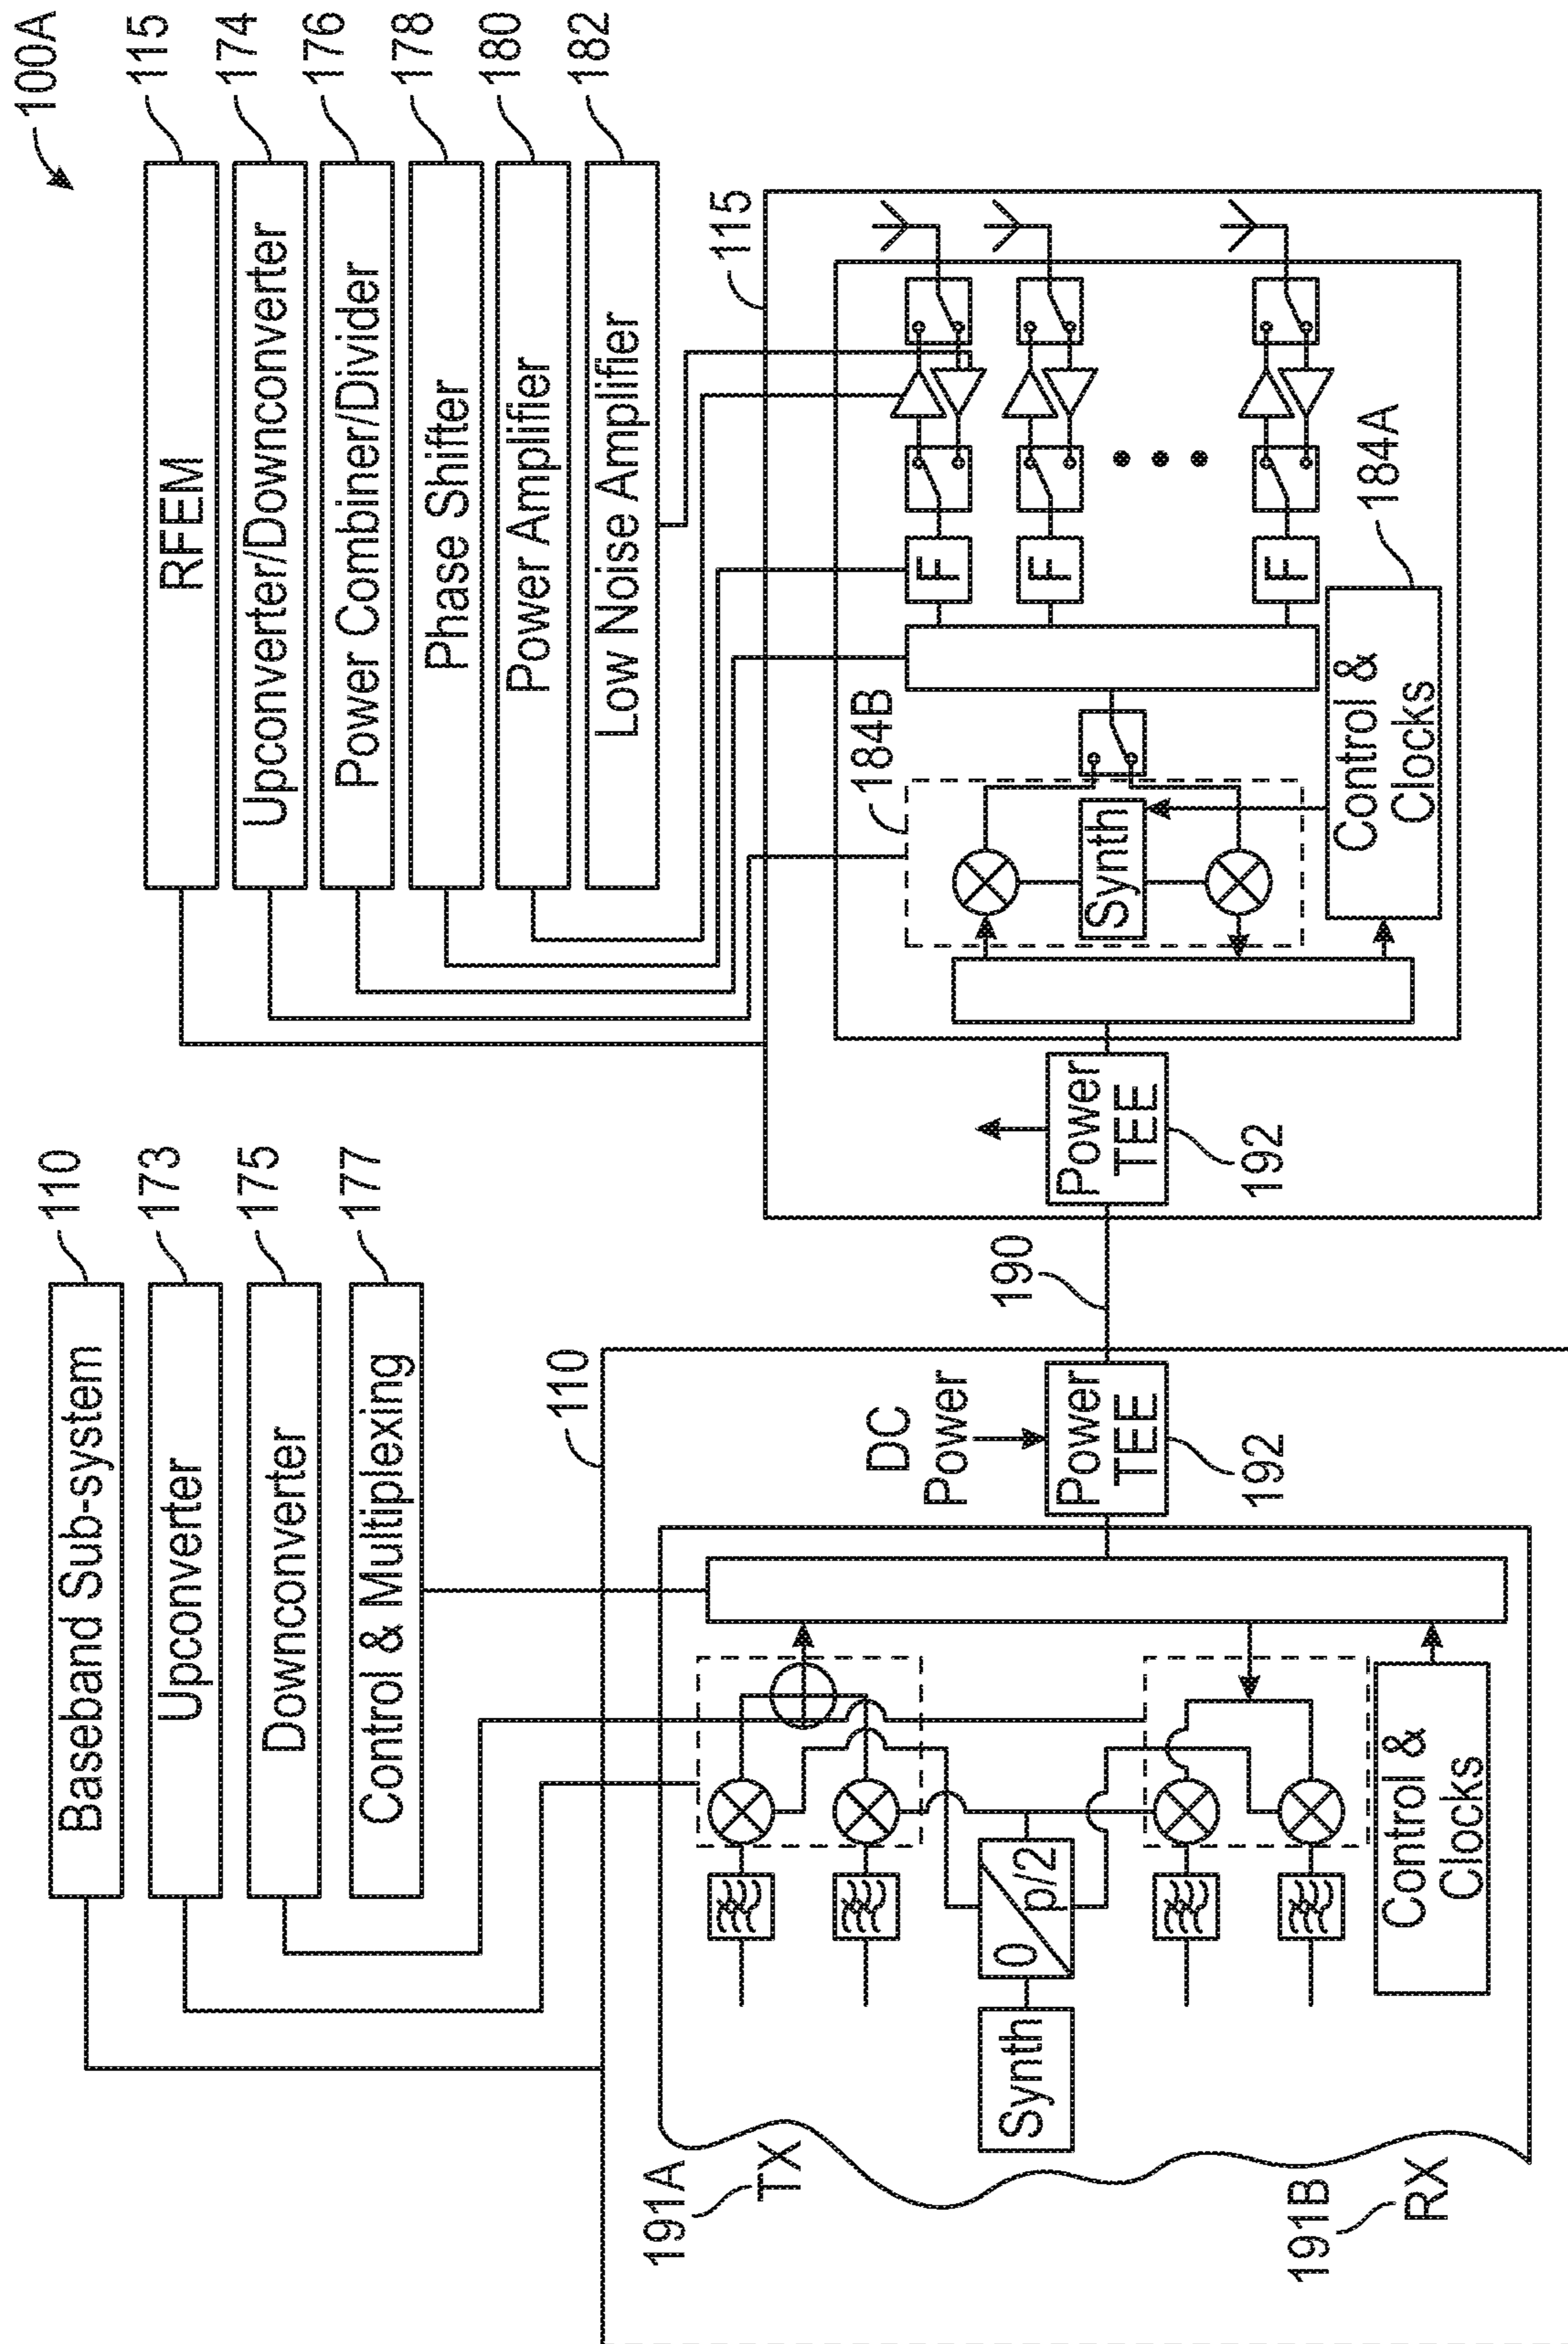 100A
Baseband Sub-system
110
Upconverter
173
Downconverter
175
Control & Multiplexing
177
RFEM
115
Upconverter/Downconverter
174
Power Combiner/Divider
176
Phase Shifter
178
Power Amplifier
180
Low Noise Amplifier
182
110
191A
TX
Synth
0
p/2
191B
RX
Control &
Clocks
DC
Power
Power
TEE
192
190
115
Power
TEE
192
184B
Synth
F
F
F
Control &
Clocks
184A